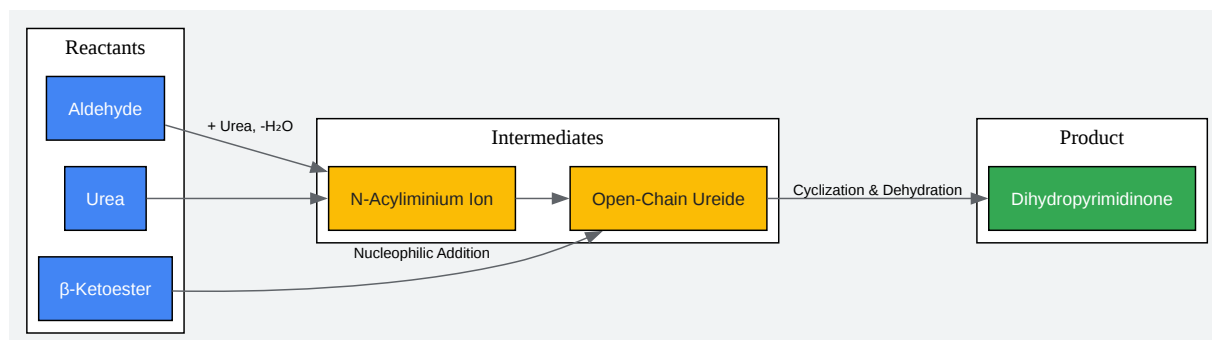 Reactants
Aldehyde
Urea
β-Ketoester
+ Urea, -H₂O
Intermediates
N-Acyliminium Ion
Open-Chain Ureide
Nucleophilic Addition
Cyclization & Dehydration
Product
Dihydropyrimidinone